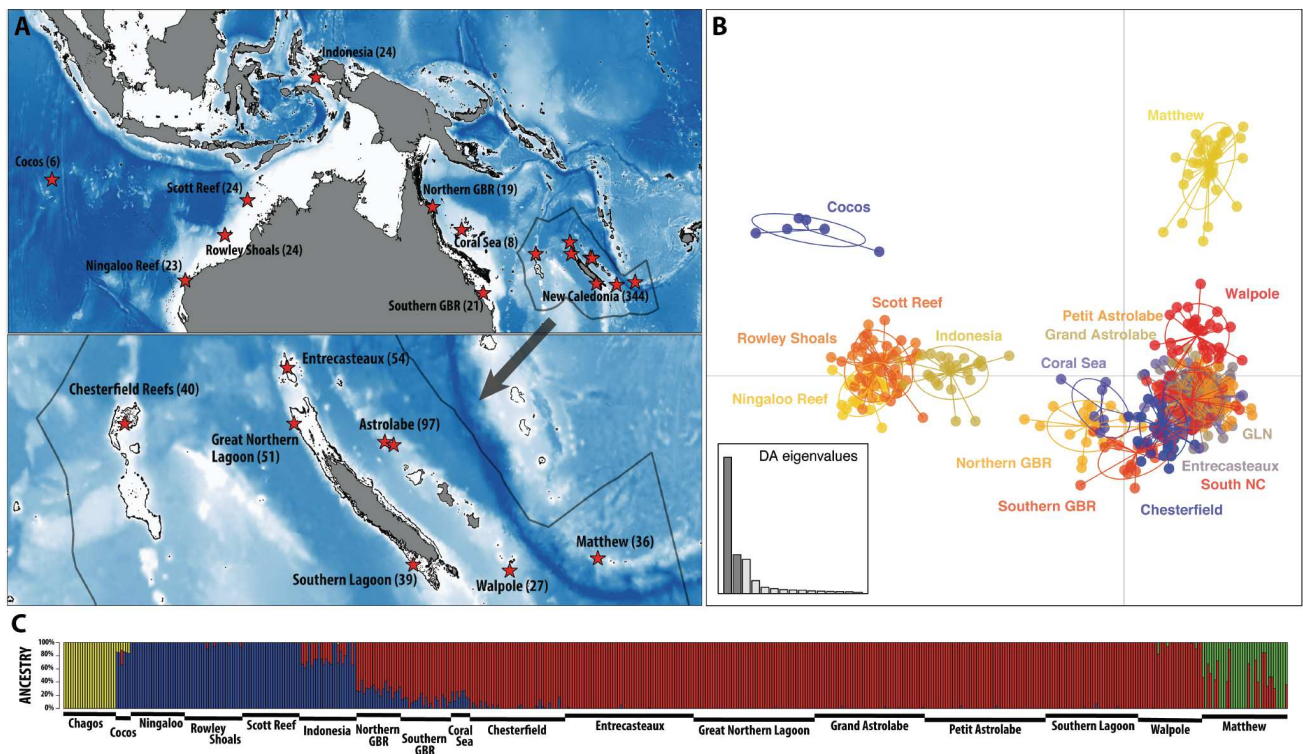 A
Indonesia (24)
Cocos (6)
Scott Reef (24)
Northern GBR (19)
Rowley Shoals (24)
Coral Sea (8)
Ningaloo Reef (23)
Southern GBR (21)
New Caledonia (344)
Entrecasteaux (54)
Chesterfield Reefs (40)
Great Northern
Lagoon (51)
Astrolabe (97)
Matthew (36)
Southern Lagoon (39)
Walpole (27)
B
Matthew
Cocos
Walpole
Scott Reef
Petit Astrolabe
Grand Astrolabe
Rowley Shoals
Indonesia
Coral Sea
Ningaloo Reef
GLN
DA eigenvalues
Northern GBR
Entrecasteaux
South NC
Southern GBR
Chesterfield
C
ANCESTRY
100%
80%
60%
40%
20%
0%
Chagos
Cocos
Ningaloo
Rowley
Shoals
Scott Reef
Indonesia
Northern
GBR
Southern
GBR
Coral
Sea
Chesterfield
Entrecasteaux
Great Northern Lagoon
Grand Astrolabe
Petit Astrolabe
Southern Lagoon
Walpole
Matthew